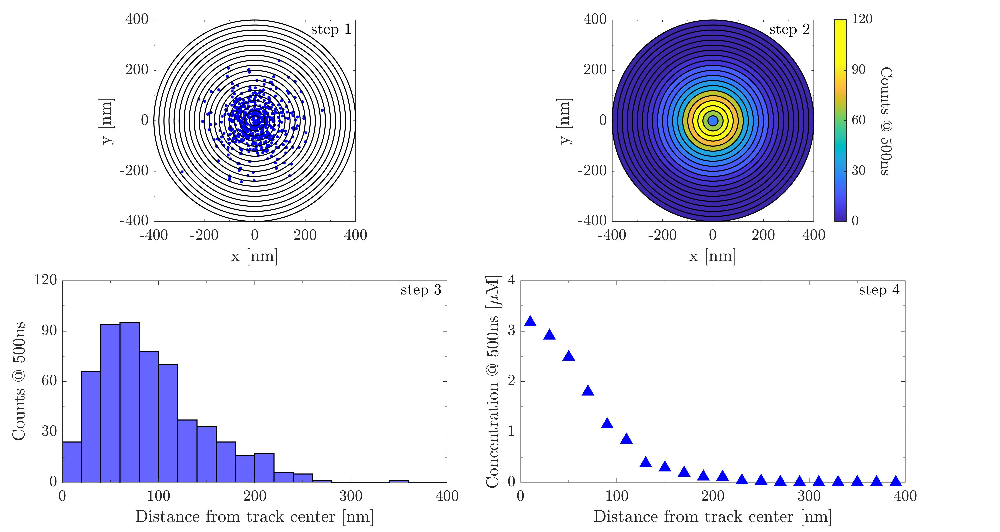 step 1
400
200
0
-200
-400
-400 -200 0 200 400
y [nm]
x [nm]
step 2
400
200
0
-200
-400
-400 -200 0 200 400
y [nm]
x [nm]
120
90
60
30
0
Counts @ 500ns
step 3
120
90
60
30
0
0 100 200 300 400
Counts @ 500ns
Distance from track center [nm]
step 4
4
3
2
1
0
0 100 200 300 400
Concentration @ 500ns [μM]
Distance from track center [nm]